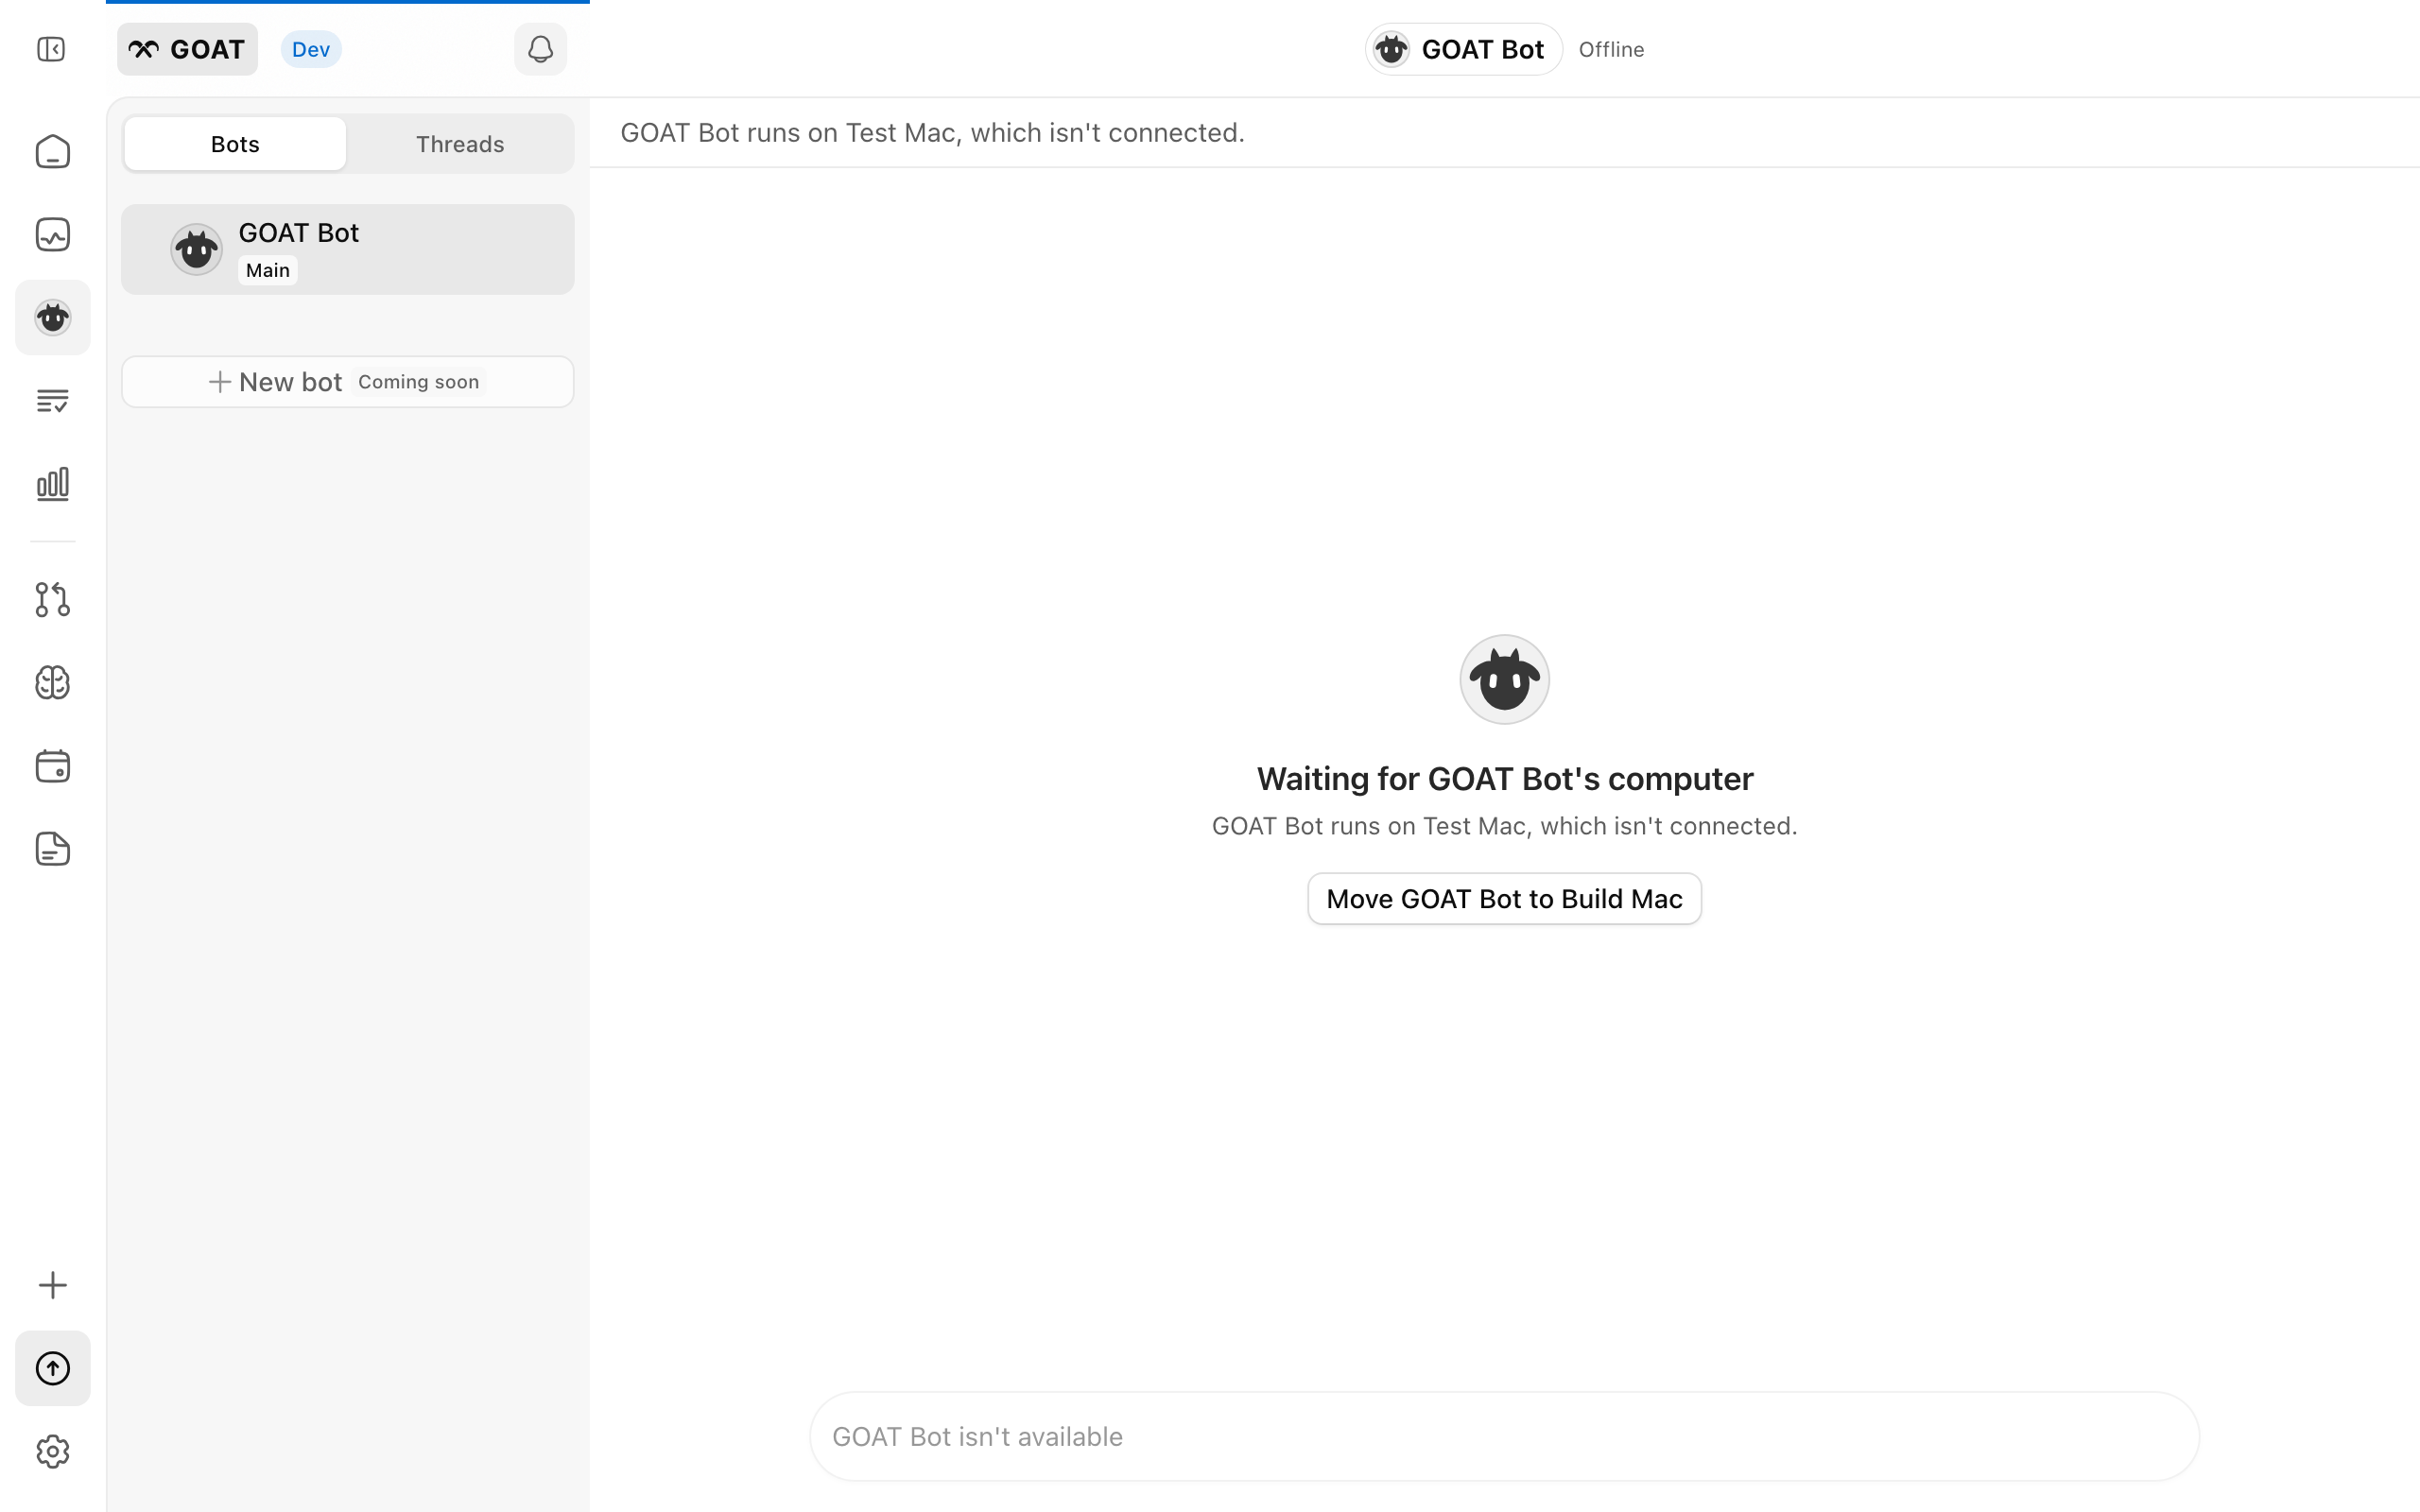 GOAT
Dev
GOAT Bot
Offline
Bots
Threads
GOAT Bot runs on Test Mac, which isn't connected.
GOAT Bot
Main
New bot
Coming soon
Waiting for GOAT Bot's computer
GOAT Bot runs on Test Mac, which isn't connected.
Move GOAT Bot to Build Mac
GOAT Bot isn't available